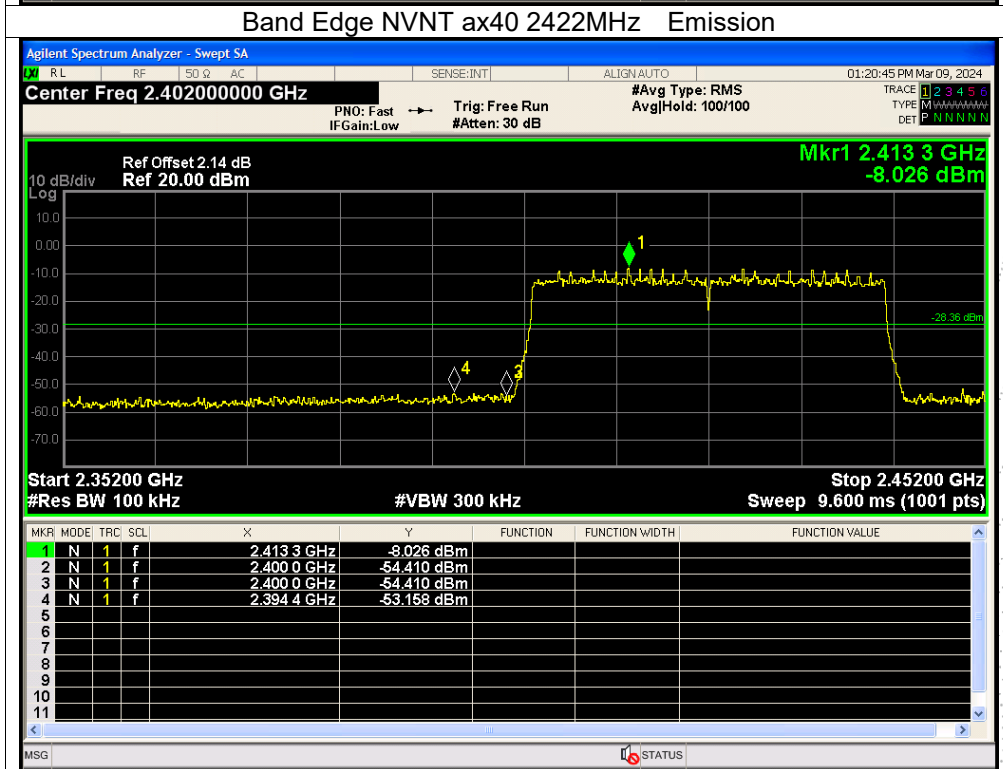 Band Edge NVNT ax40 2422MHz Emission
Agilent Spectrum Analyzer - Swept SA
LXI RL RF 50 Ω AC SENSE:INT ALIGN AUTO 01:20:45 PM Mar 09, 2024
Center Freq 2.402000000 GHz #Avg Type: RMS TRACE 1 2 3 4 5 6
PNO: Fast Trig: Free Run Avg|Hold: 100/100 TYPE M WWWWW
IFGain:Low #Atten: 30 dB DET P N N N N N
Mkr1 2.413 3 GHz
Ref Offset 2.14 dB
10 dB/div Ref 20.00 dBm -8.026 dBm
Log
10.0
0.00
1
-10.0
-20.0
-28.36 dBm
-30.0
-40.0
4
3
-50.0
-60.0
-70.0
Start 2.35200 GHz Stop 2.45200 GHz
#Res BW 100 kHz #VBW 300 kHz Sweep 9.600 ms (1001 pts)
MKR MODE TRC SCL X Y FUNCTION FUNCTION WIDTH FUNCTION VALUE
1 N 1 f 2.413 3 GHz -8.026 dBm
2 N 1 f 2.400 0 GHz -54.410 dBm
3 N 1 f 2.400 0 GHz -54.410 dBm
4 N 1 f 2.394 4 GHz -53.158 dBm
5
6
7
8
9
10
11
MSG STATUS